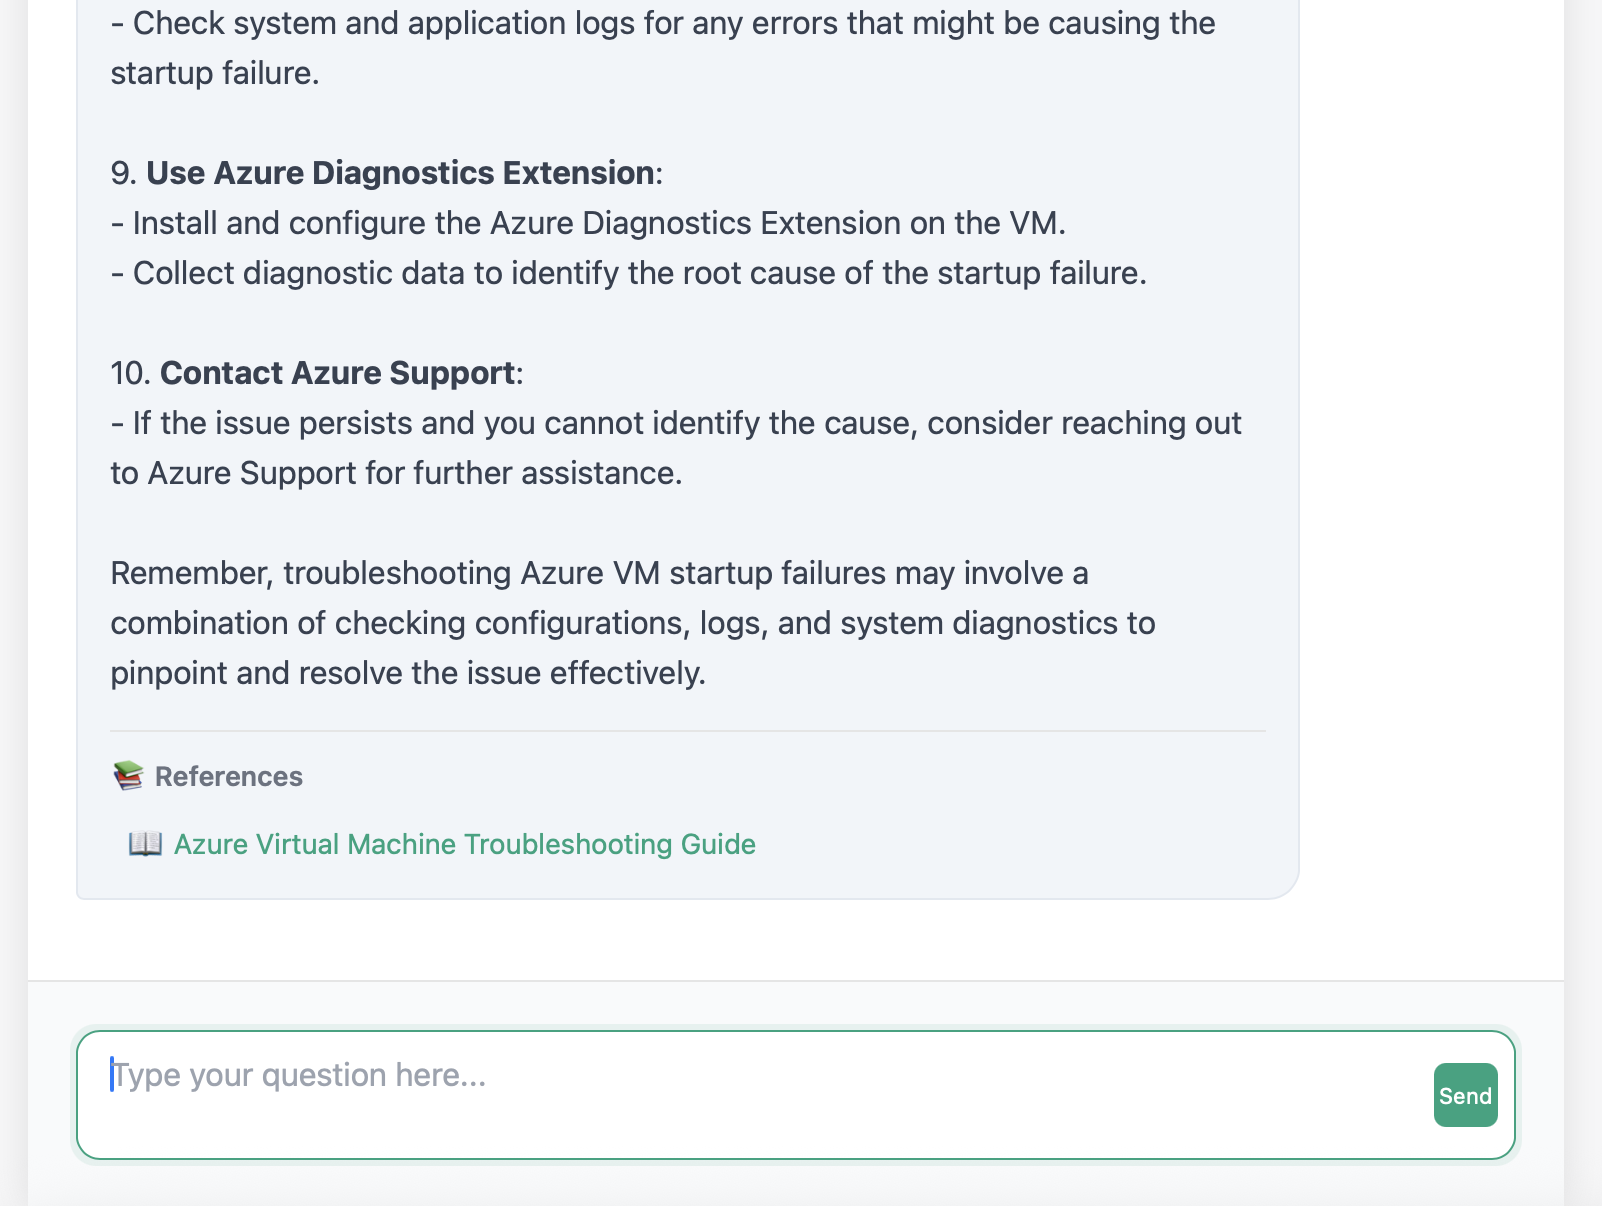 - Check system and application logs for any errors that might be causing the
startup failure.
9. Use Azure Diagnostics Extension:
- Install and configure the Azure Diagnostics Extension on the VM.
- Collect diagnostic data to identify the root cause of the startup failure.
10. Contact Azure Support:
- If the issue persists and you cannot identify the cause, consider reaching out
to Azure Support for further assistance.
Remember, troubleshooting Azure VM startup failures may involve a
combination of checking configurations, logs, and system diagnostics to
pinpoint and resolve the issue effectively.
📚 References
📖 Azure Virtual Machine Troubleshooting Guide
Type your question here...
Send